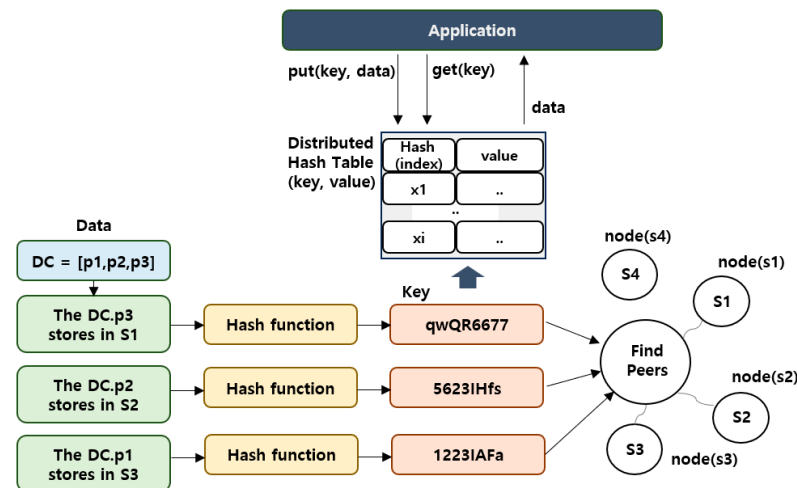 Application
put(key, data)
get(key)
data
Distributed
Hash Table
(key, value)
Hash
(index)
value
x1
..
..
xi
..
Data
DC = [p1,p2,p3]
Key
The DC.p3
stores in S1
Hash function
qwQR6677
The DC.p2
stores in S2
Hash function
5623IHfs
The DC.p1
stores in S3
Hash function
1223IAFa
Find
Peers
node(s4)
S4
node(s1)
S1
node(s2)
S2
S3
node(s3)